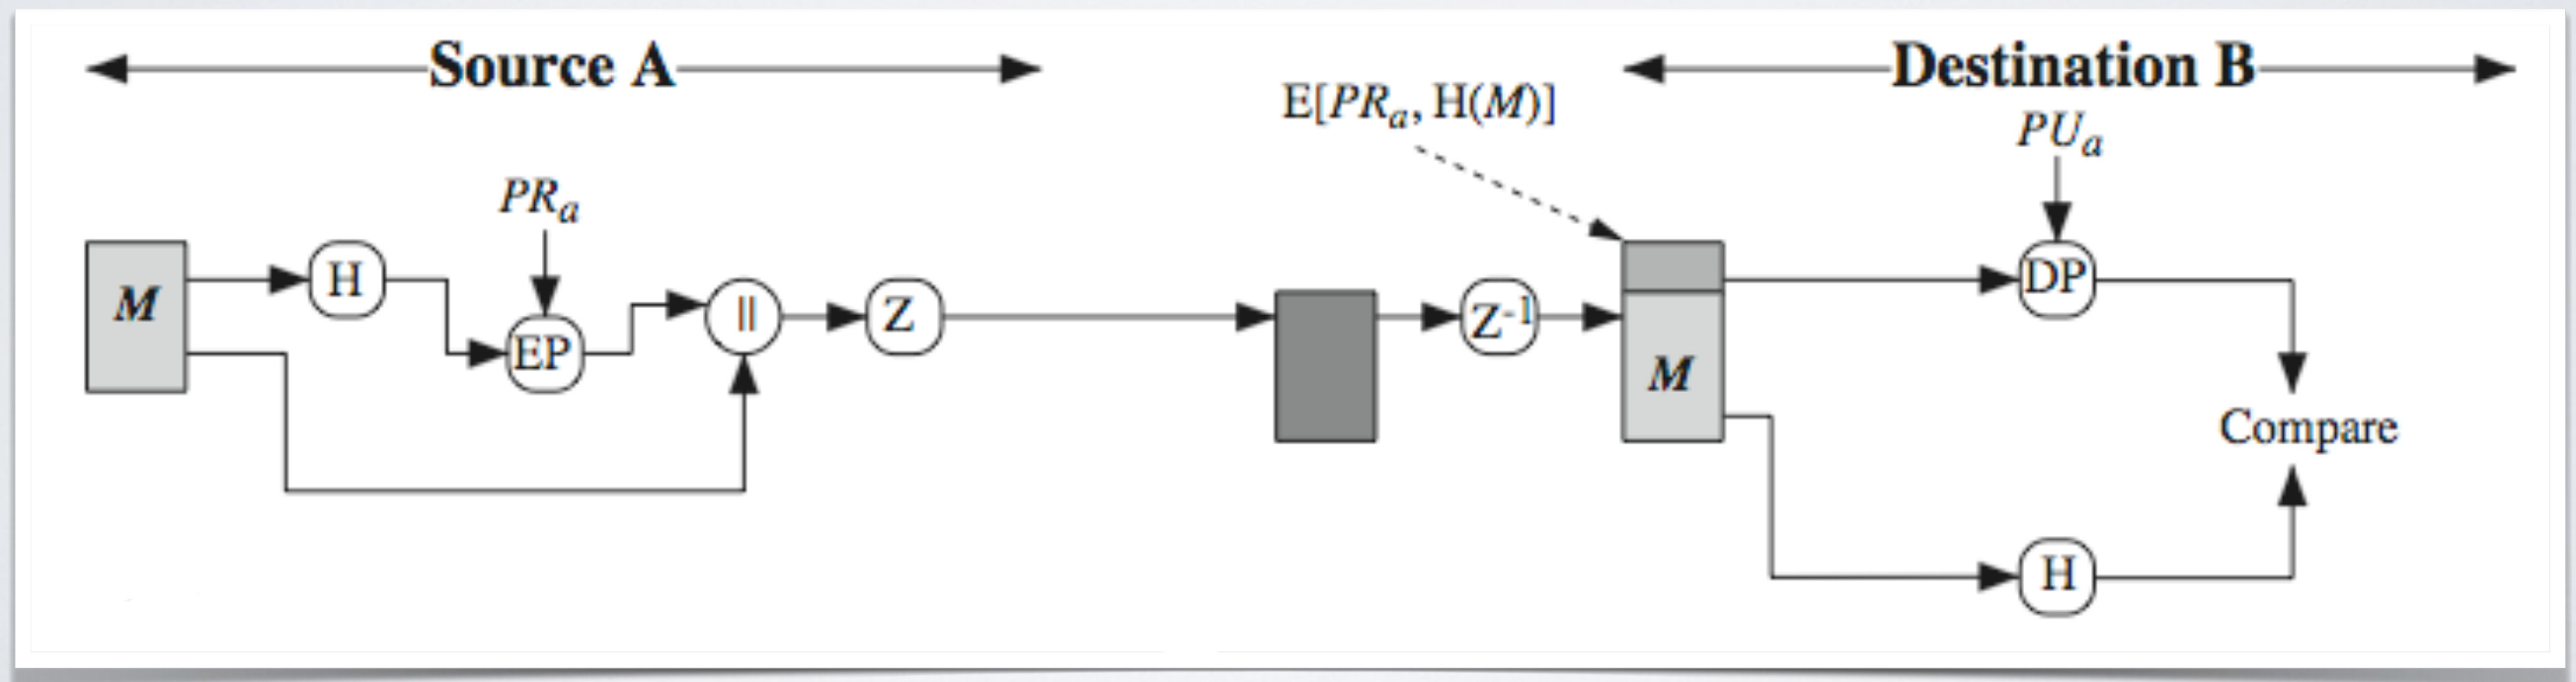 Source A
Destination B
E[PRₐ, H(M)]
PUₐ
PRₐ
M
H
EP
||
Z
Z⁻¹
M
DP
Compare
H